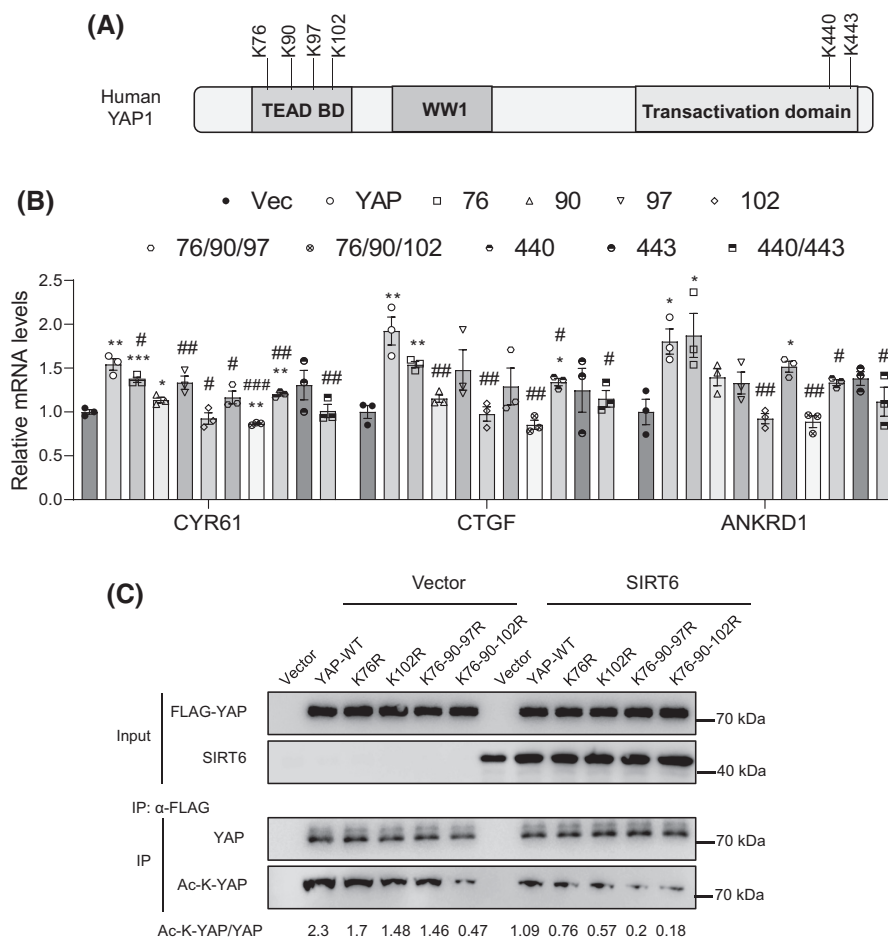 (A)
K76 K90 K97 K102 K440 K443
Human YAP1
TEAD BD WW1 Transactivation domain
(B)
Vec YAP 76 90 97 102
76/90/97 76/90/102 440 443 440/443
Relative mRNA levels
2.5
2.0
1.5
1.0
0.5
0.0
** # *** * ## # # ### ** ## ** ##
** ** ## ## ## # * #
* * ## * ## # #
CYR61 CTGF ANKRD1
(C)
Vector SIRT6
Vector YAP-WT K76R K102R K76-90-97R K76-90-102R Vector YAP-WT K76R K102R K76-90-97R K76-90-102R
Input
FLAG-YAP 70 kDa
SIRT6 40 kDa
IP: α-FLAG
IP
YAP 70 kDa
Ac-K-YAP 70 kDa
Ac-K-YAP/YAP 2.3 1.7 1.48 1.46 0.47 1.09 0.76 0.57 0.2 0.18